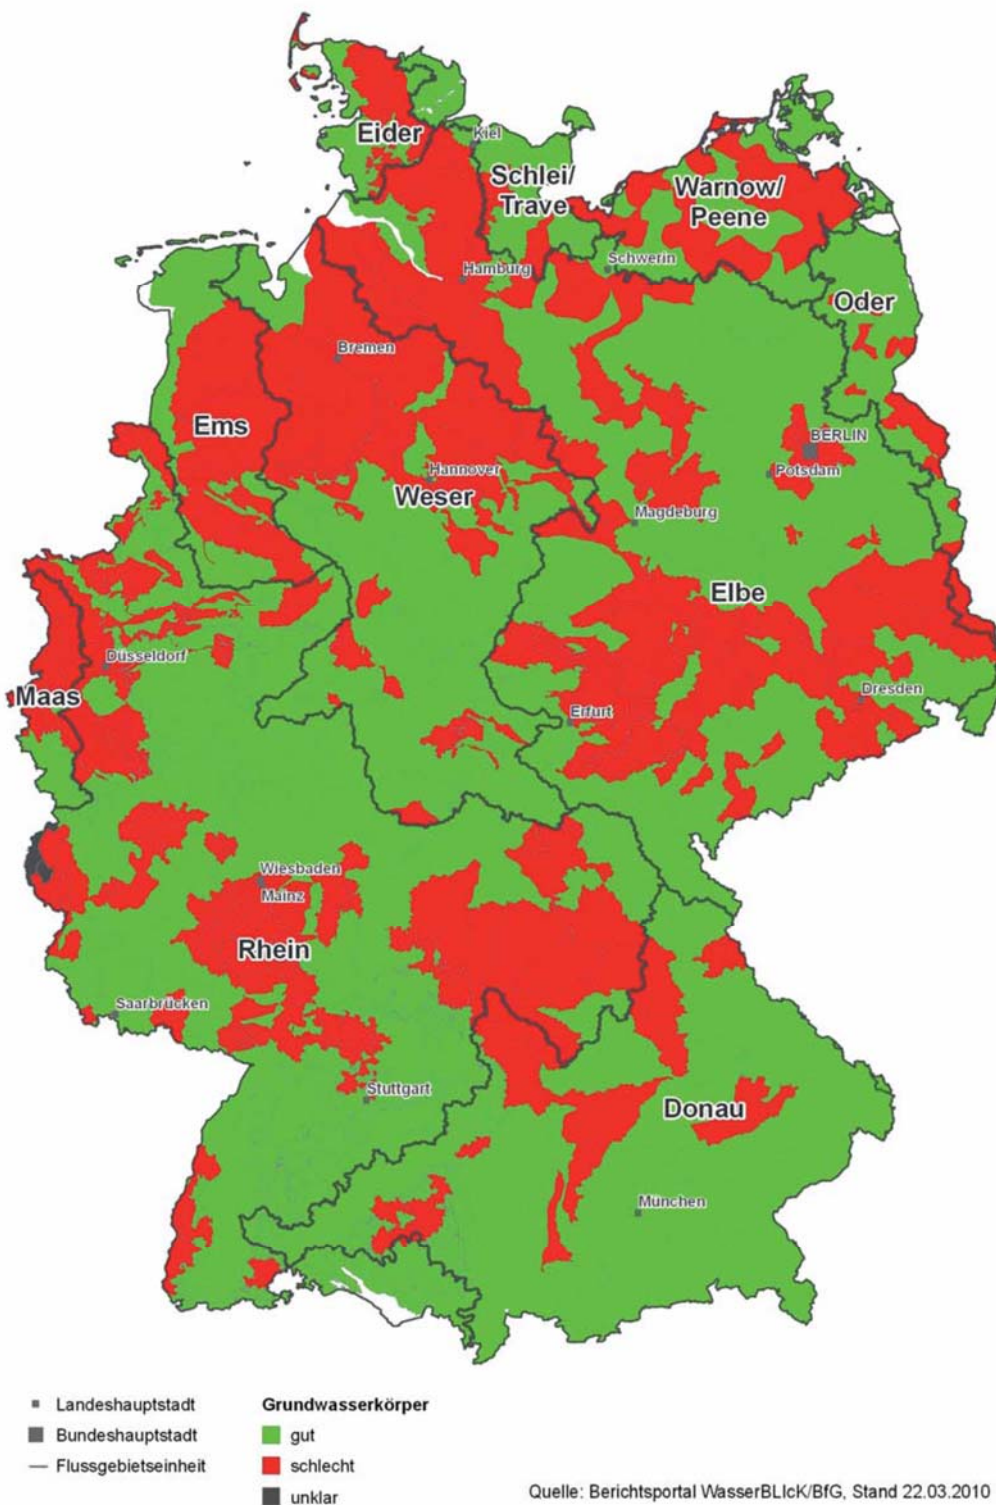 Eider
Kiel
Schlei/
Trave
Warnow/
Peene
Hamburg
Schwerin
Oder
Bremen
Ems
BERLIN
Hannover
Potsdam
Weser
Magdeburg
Elbe
Düsseldorf
Maas
Dresden
Erfurt
Wiesbaden
Mainz
Rhein
Saarbrücken
Stuttgart
Donau
München
Landeshauptstadt
Bundeshauptstadt
Flussgebietseinheit
Grundwasserkörper
gut
schlecht
unklar
Quelle: Berichtsportal WasserBLIcK/BfG, Stand 22.03.2010